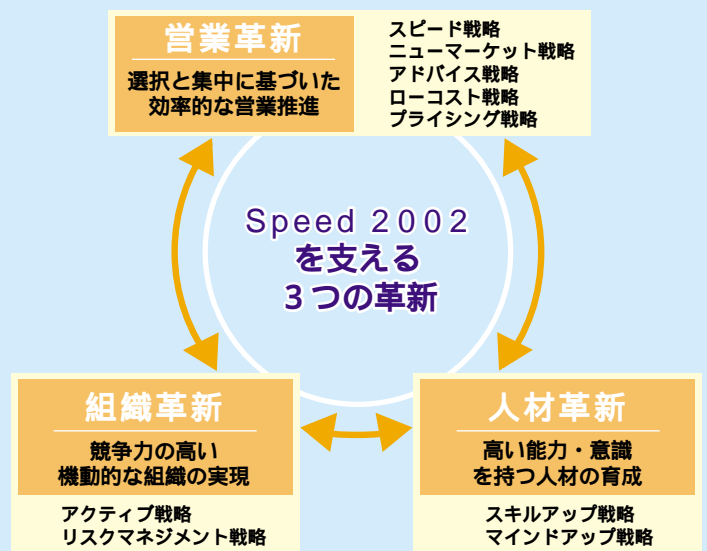 営業革新
選択と集中に基づいた
効率的な営業推進
スピード戦略
ニューマーケット戦略
アドバイス戦略
ローコスト戦略
プライシング戦略
Speed 2002
を支える
3つの革新
組織革新
競争力の高い
機動的な組織の実現
アクティブ戦略
リスクマネジメント戦略
人材革新
高い能力・意識
を持つ人材の育成
スキルアップ戦略
マインドアップ戦略